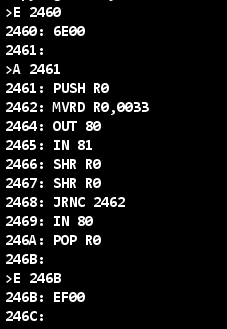 >E 2460
2460: 6E00
2461:
>A 2461
2461: PUSH R0
2462: MVRD R0,0033
2464: OUT 80
2465: IN 81
2466: SHR R0
2467: SHR R0
2468: JRNC 2462
2469: IN 80
246A: POP R0
246B:
>E 246B
246B: EF00
246C: